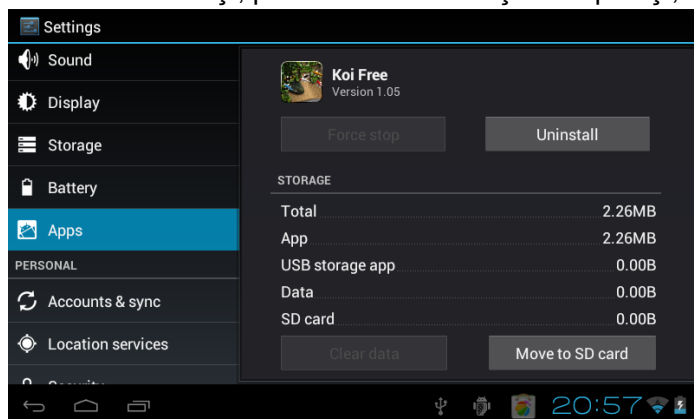 Settings
Sound
Display
Storage
Battery
Apps
PERSONAL
Accounts & sync
Location services
Koi Free
Version 1.05
Force stop
Uninstall
STORAGE
Total 2.26MB
App 2.26MB
USB storage app 0.00B
Data 0.00B
SD card 0.00B
Clear data
Move to SD card
20:57